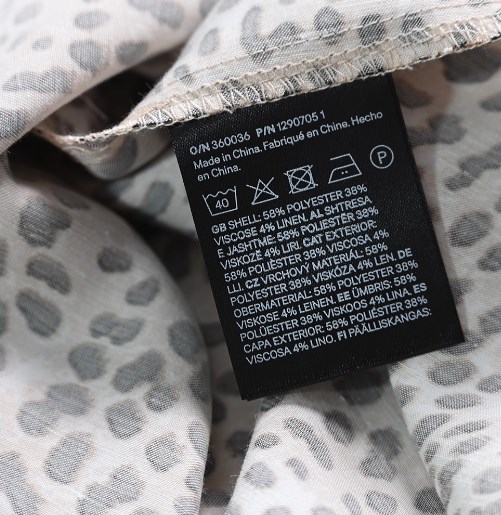 O/N 360036 P/N 1290705 1
Made in China. Fabriqué en Chine. Hecho
en China.
40 P
GB SHELL: 58% POLYESTER 38%
VISCOSE 4% LINEN. AL SHTRESA
E JASHTME: 58% POLIESTËR 38%
VISKOZË 4% LIRI. CAT EXTERIOR:
58% POLIÈSTER 38% VISCOSA 4%
LLI. CZ VRCHOVÝ MATERIÁL: 58%
POLYESTER 38% VISKÓZA 4% LEN. DE
OBERMATERIAL: 58% POLYESTER 38%
VISKOSE 4% LEINEN. EE ÜMBRIS: 58%
POLÜESTER 38% VISKOOS 4% LINA. ES
CAPA EXTERIOR: 58% POLIÉSTER 38%
VISCOSA 4% LINO. FI PÄÄLLIKANGAS: